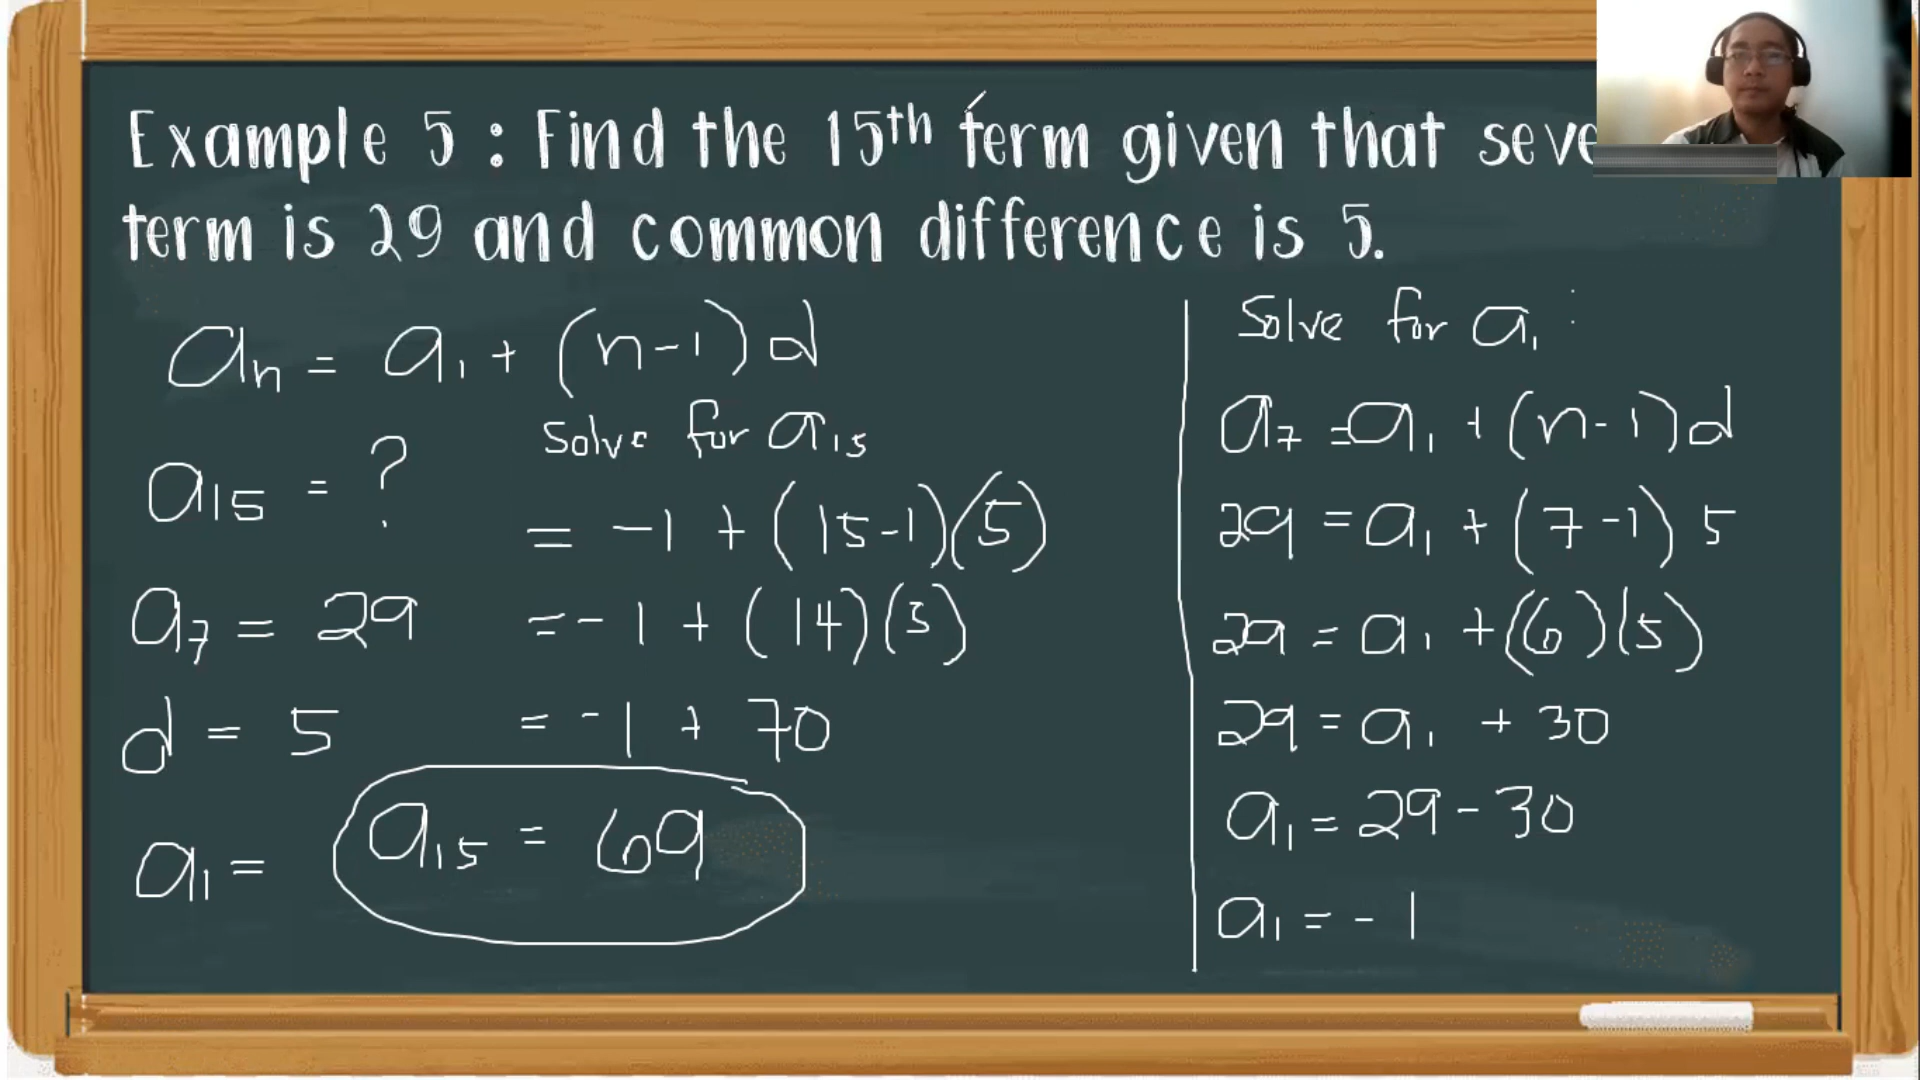 Example 5 : Find the 15th term given that seve
term is 29 and common difference is 5.
an = a1 + (n-1) d
a15 = ?
a7 = 29
d = 5
a1 =
Solve for a15
= -1 + (15-1)(5)
= -1 + (14)(5)
= -1 + 70
a15 = 69
Solve for a1 :
a7 = a1 + (n-1) d
29 = a1 + (7-1) 5
29 = a1 + (6)(5)
29 = a1 + 30
a1 = 29 - 30
a1 = - 1